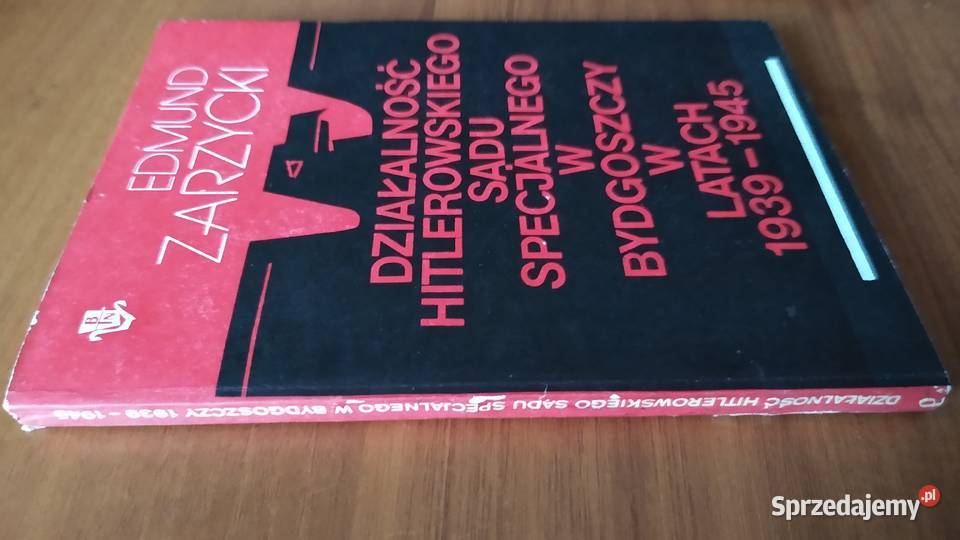 EDMUND
ZARZYCKI
DZIAŁALNOŚĆ
HITLEROWSKIEGO
SĄDU
SPECJALNEGO
W
BYDGOSZCZY
W
LATACH
1939-1945
B N
DZIAŁALNOŚĆ HITLEROWSKIEGO SĄDU SPECJALNEGO W BYDGOSZCZY 1939-1945
Sprzedajemy.pl